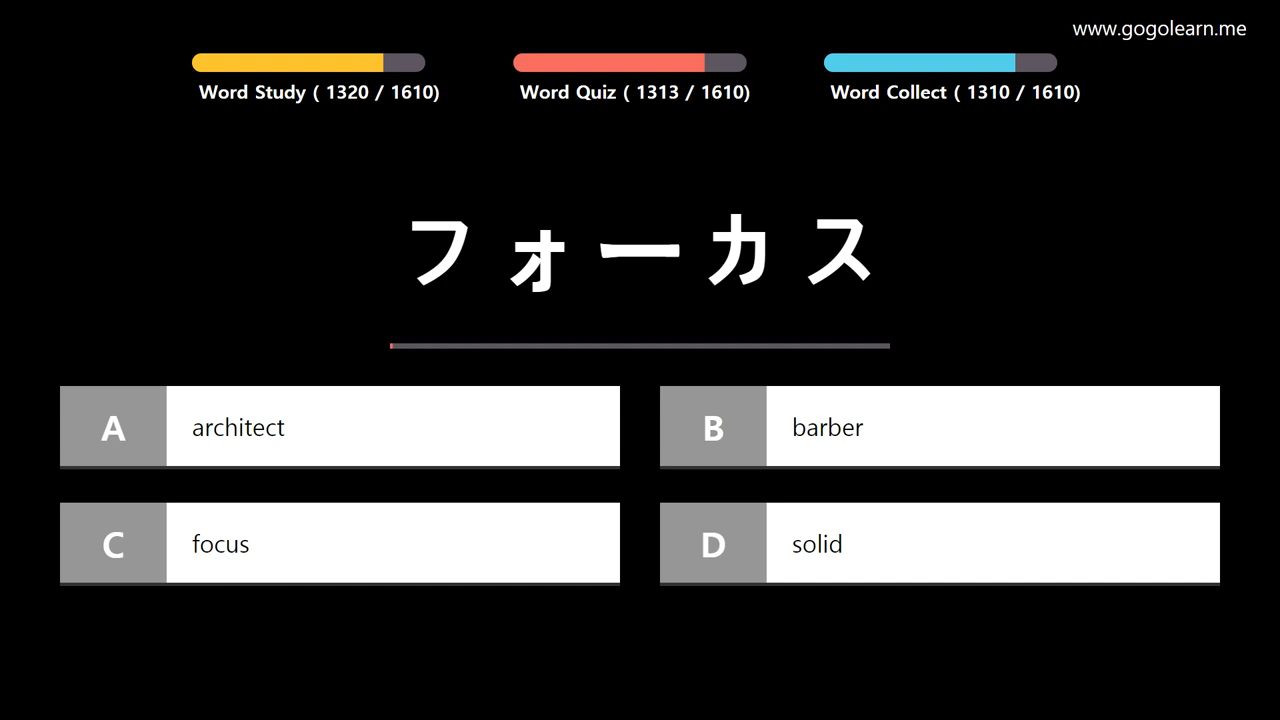 www.gogolearn.me
Word Study ( 1320 / 1610)
Word Quiz ( 1313 / 1610)
Word Collect ( 1310 / 1610)
フォーカス
A architect
B barber
C focus
D solid